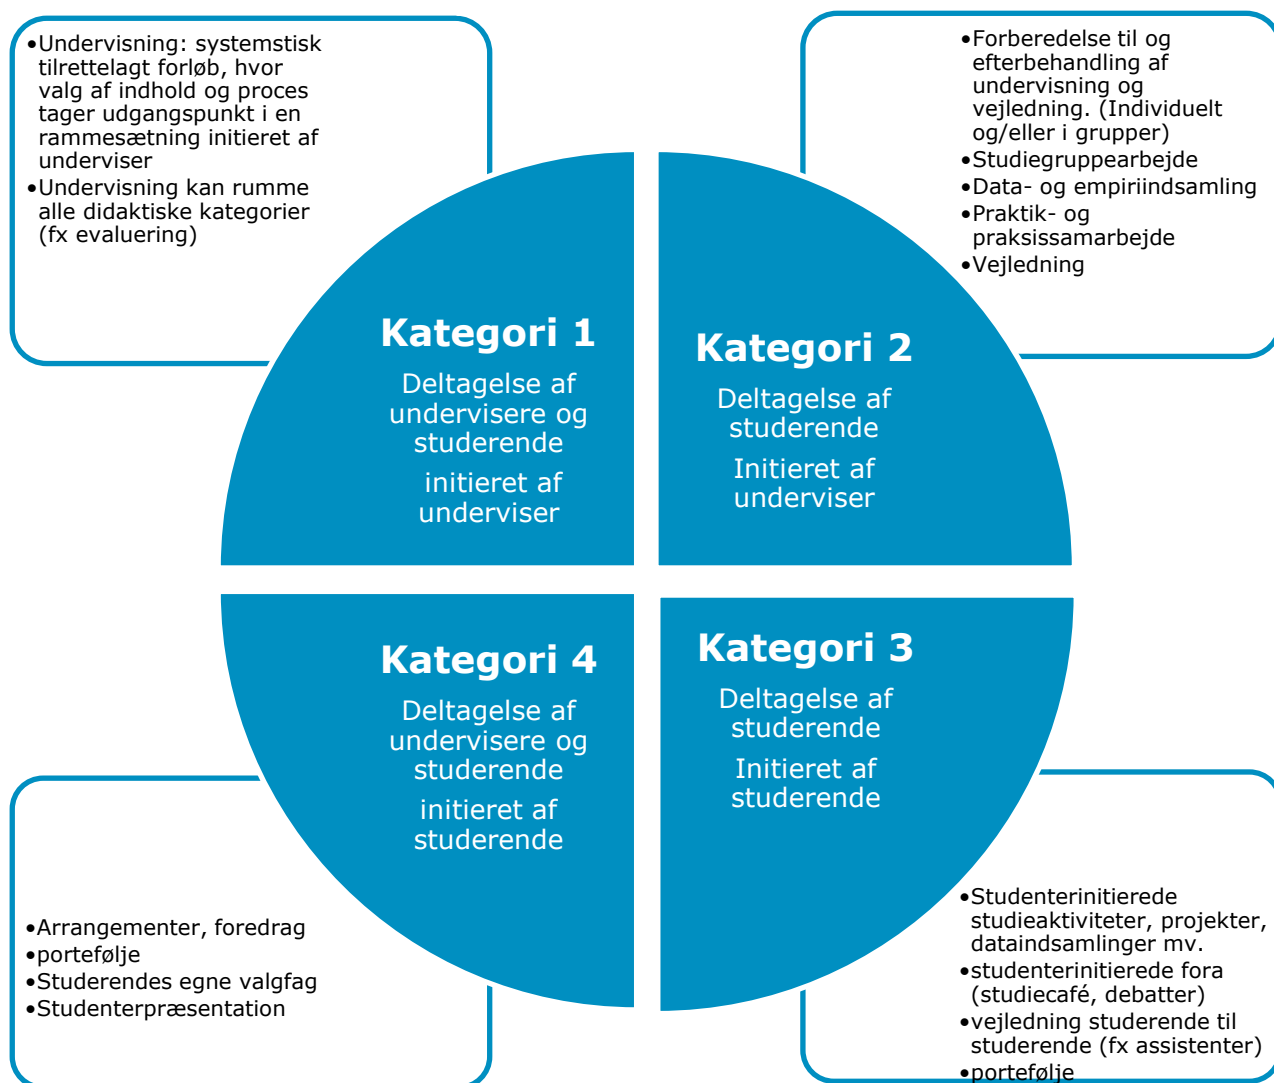 •Undervisning: systemstisk
tilrettelagt forløb, hvor
valg af indhold og proces
tager udgangspunkt i en
rammesætning initieret af
underviser
•Undervisning kan rumme
alle didaktiske kategorier
(fx evaluering)
•Forberedelse til og
efterbehandling af
undervisning og
vejledning. (Individuelt
og/eller i grupper)
•Studiegruppearbejde
•Data- og empiriindsamling
•Praktik- og
praksissamarbejde
•Vejledning
Kategori 1
Deltagelse af
undervisere og
studerende
initieret af
underviser
Kategori 2
Deltagelse af
studerende
Initieret af
underviser
Kategori 4
Deltagelse af
undervisere og
studerende
initieret af
studerende
Kategori 3
Deltagelse af
studerende
Initieret af
studerende
•Arrangementer, foredrag
•portefølje
•Studerendes egne valgfag
•Studenterpræsentation
•Studenterinitierede
studieaktiviteter, projekter,
dataindsamlinger mv.
•studenterinitierede fora
(studiecafé, debatter)
•vejledning studerende til
studerende (fx assistenter)
•portefølje